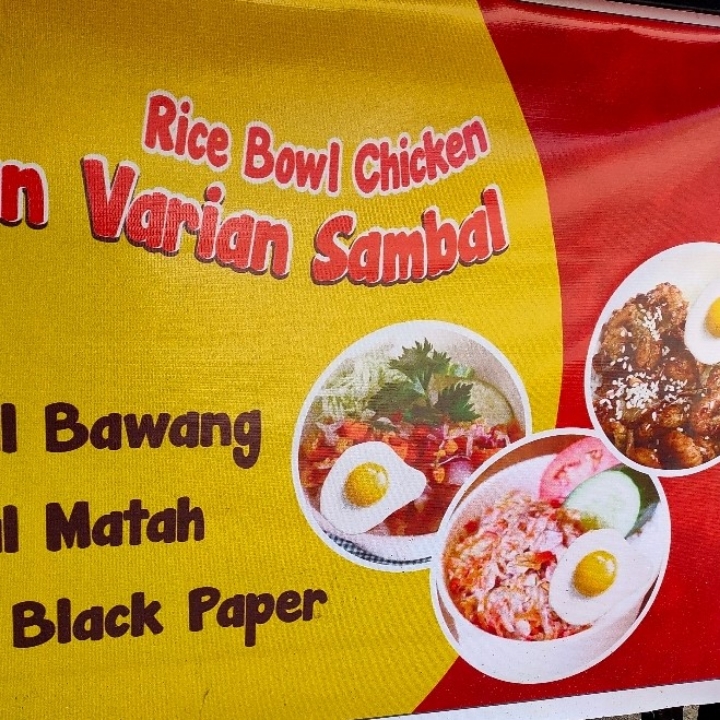 Rice Bowl Chicken
n Varian Sambal
l Bawang
l Matah
Black Paper